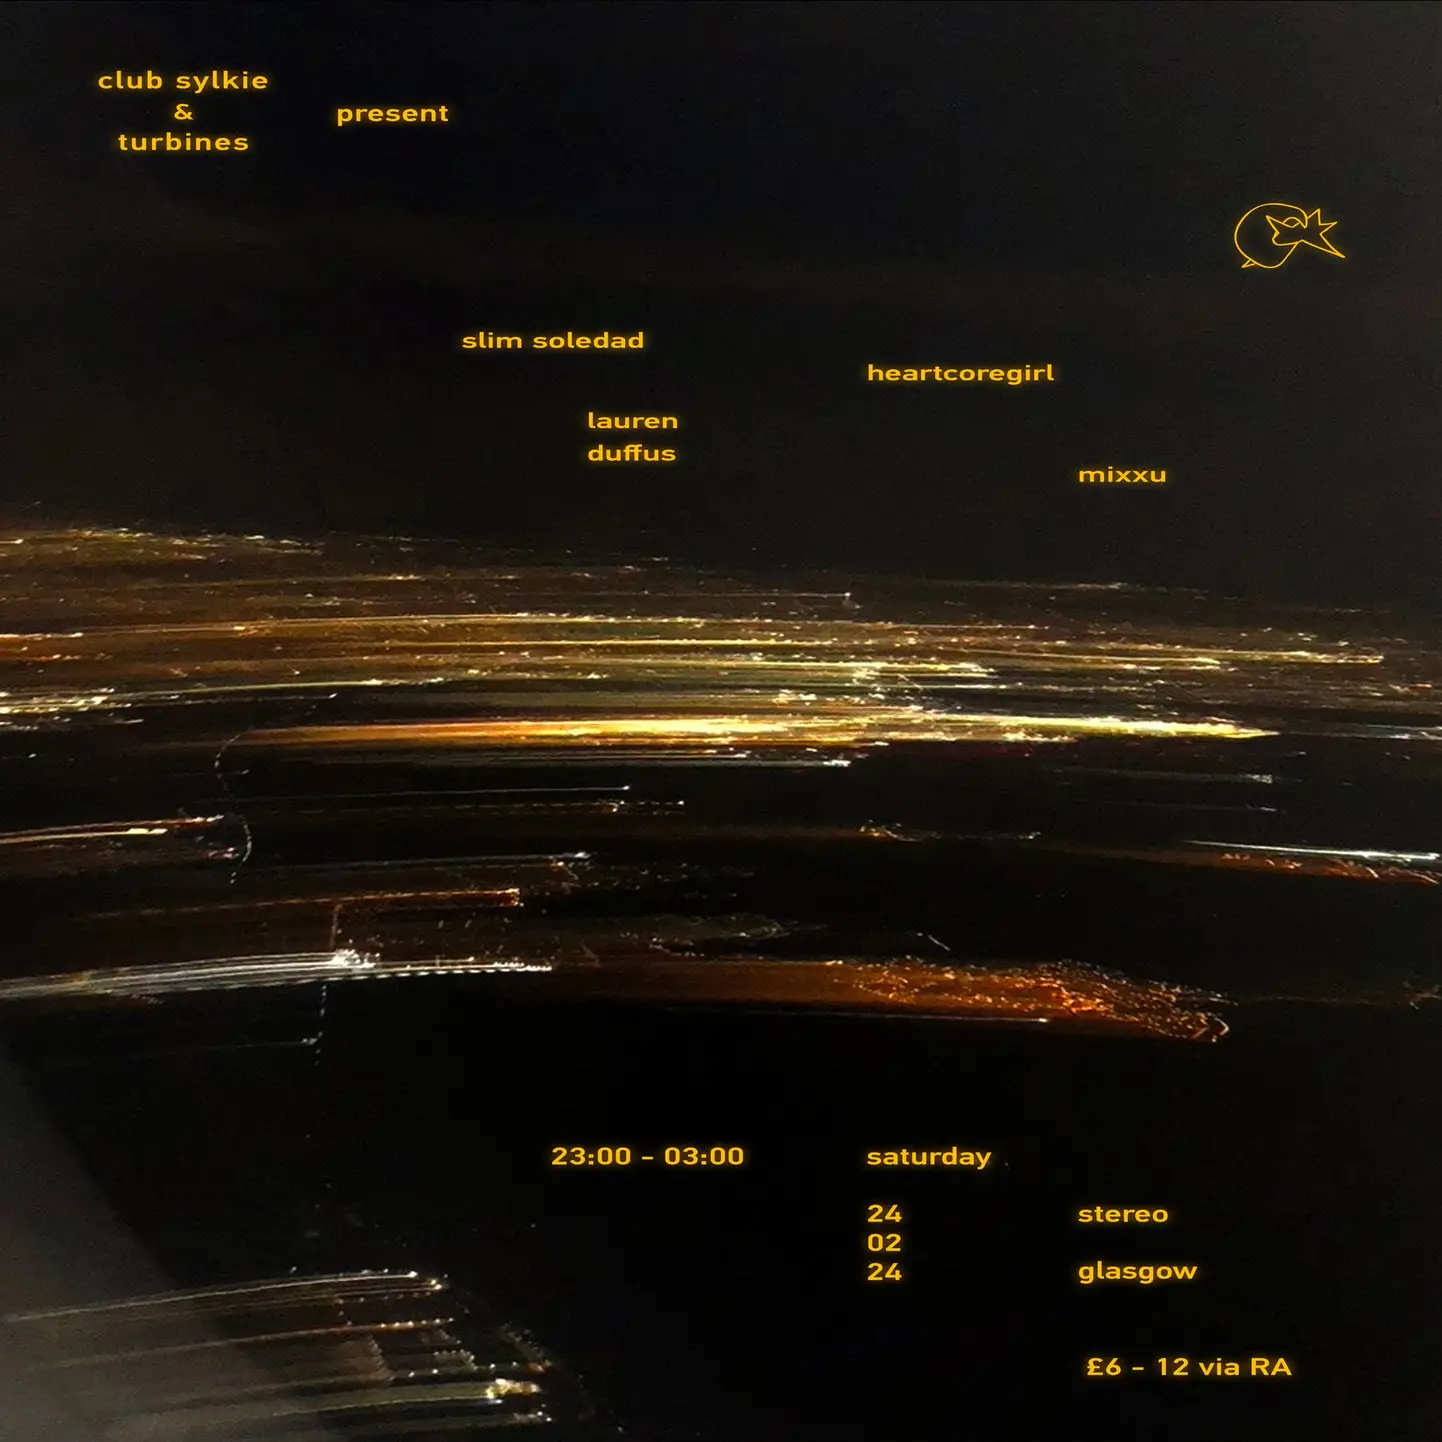 club sylkie
&
turbines
present
slim soledad
heartcoregirl
lauren
duffus
mixxu
23:00 - 03:00
saturday
24
02
24
stereo
glasgow
£6 - 12 via RA